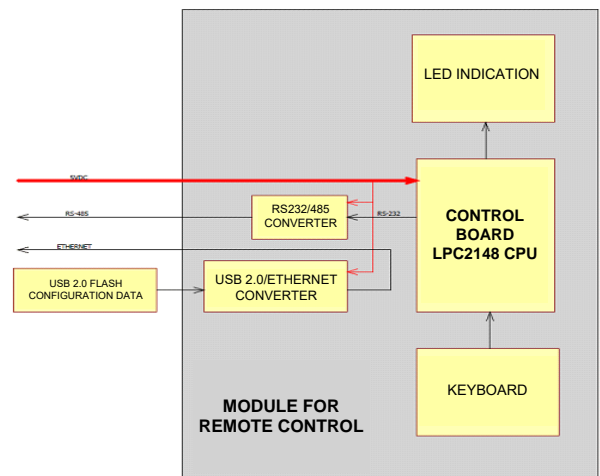 LED INDICATION
5VDC
RS232/485
CONVERTER
RS-485
RS-232
CONTROL
BOARD
LPC2148 CPU
ETHERNET
USB 2.0 FLASH
CONFIGURATION DATA
USB 2.0/ETHERNET
CONVERTER
KEYBOARD
MODULE FOR
REMOTE CONTROL